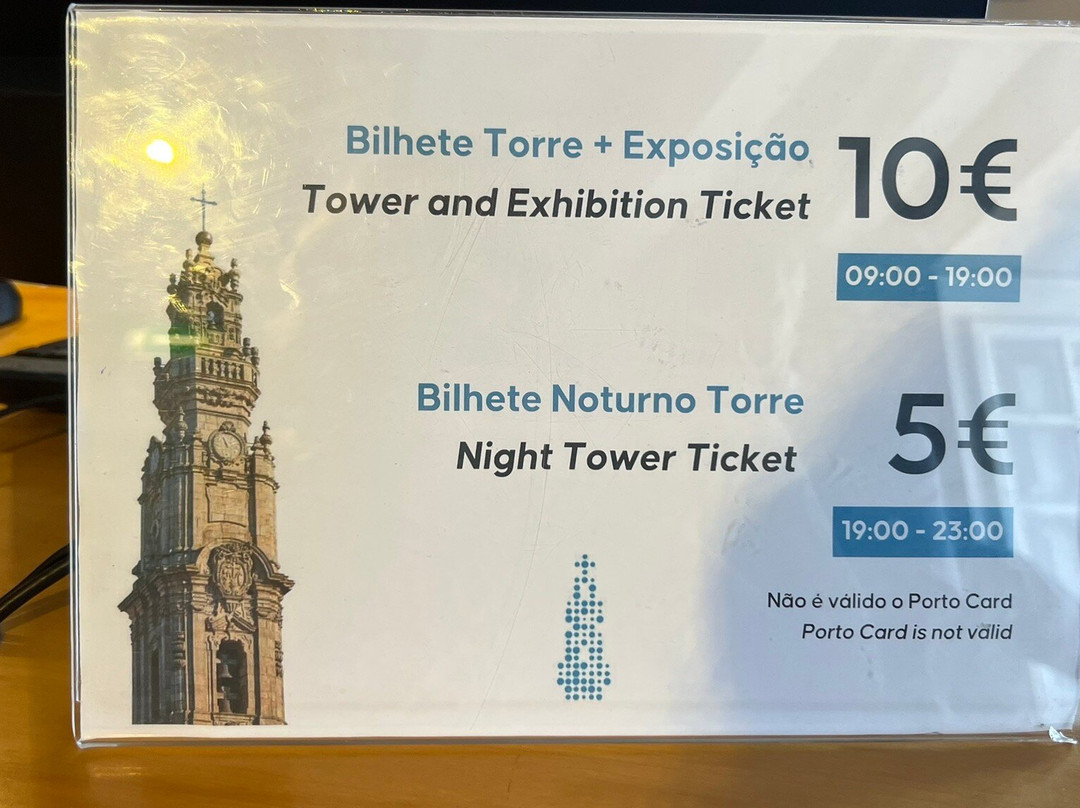 Bilhete Torre + Exposição 10€
Tower and Exhibition Ticket
09:00 - 19:00
Bilhete Noturno Torre 5€
Night Tower Ticket
19:00 - 23:00
Não é válido o Porto Card
Porto Card is not valid